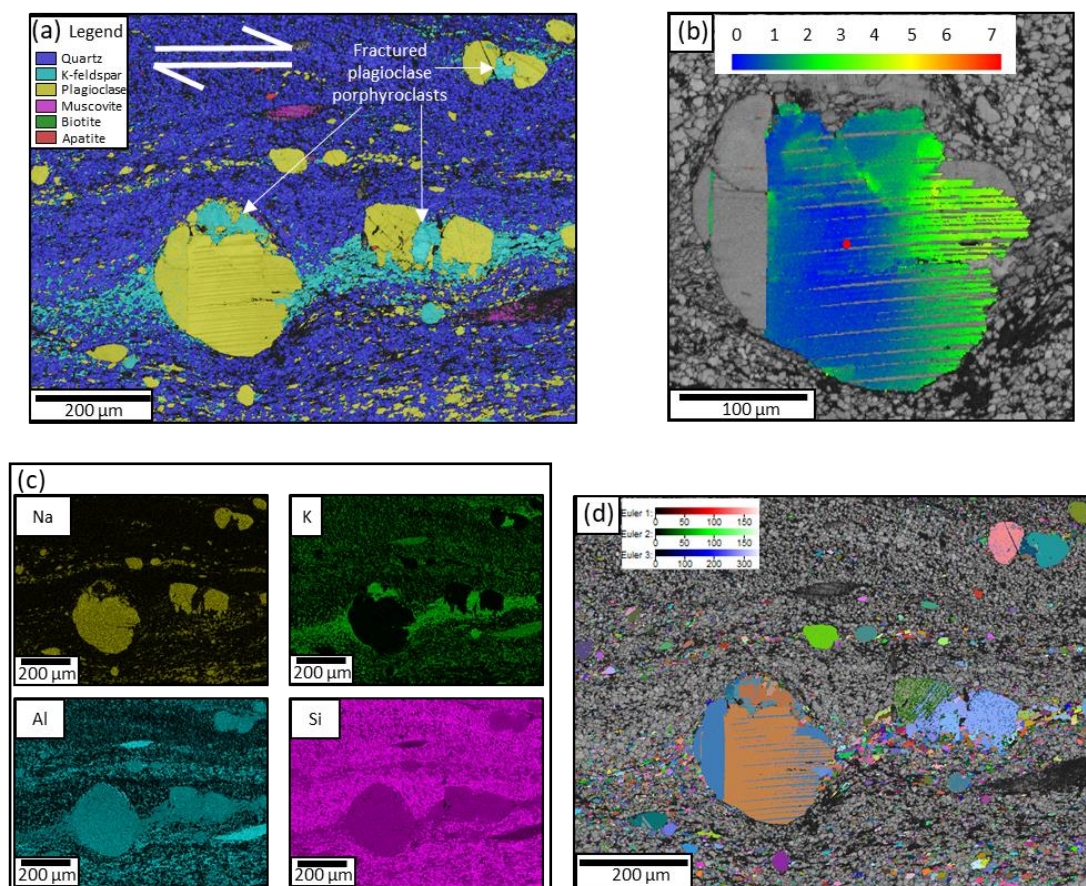 (a) Legend
Quartz
K-feldspar
Plagioclase
Muscovite
Biotite
Apatite
Fractured
plagioclase
porphyroclasts
200 μm
(b)
0 1 2 3 4 5 6 7
100 μm
(c)
Na
200 μm
K
200 μm
Al
200 μm
Si
200 μm
(d)
Euler 1:
0 50 100 150
Euler 2:
0 50 100 150
Euler 3:
0 100 200 300
200 μm